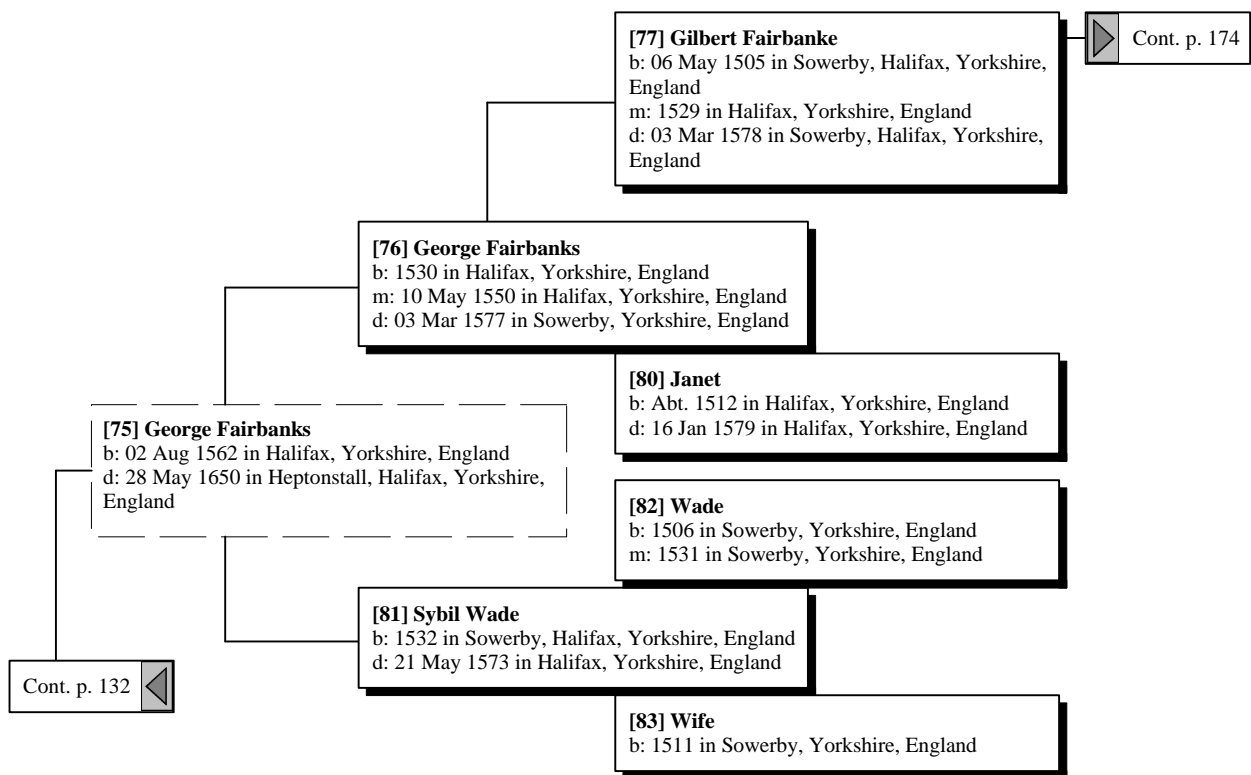 [77] Gilbert Fairbanke
b: 06 May 1505 in Sowerby, Halifax, Yorkshire,
England
m: 1529 in Halifax, Yorkshire, England
d: 03 Mar 1578 in Sowerby, Halifax, Yorkshire,
England
Cont. p. 174
[76] George Fairbanks
b: 1530 in Halifax, Yorkshire, England
m: 10 May 1550 in Halifax, Yorkshire, England
d: 03 Mar 1577 in Sowerby, Yorkshire, England
[80] Janet
b: Abt. 1512 in Halifax, Yorkshire, England
d: 16 Jan 1579 in Halifax, Yorkshire, England
[75] George Fairbanks
b: 02 Aug 1562 in Halifax, Yorkshire, England
d: 28 May 1650 in Heptonstall, Halifax, Yorkshire,
England
[82] Wade
b: 1506 in Sowerby, Yorkshire, England
m: 1531 in Sowerby, Yorkshire, England
[81] Sybil Wade
b: 1532 in Sowerby, Halifax, Yorkshire, England
d: 21 May 1573 in Halifax, Yorkshire, England
Cont. p. 132
[83] Wife
b: 1511 in Sowerby, Yorkshire, England